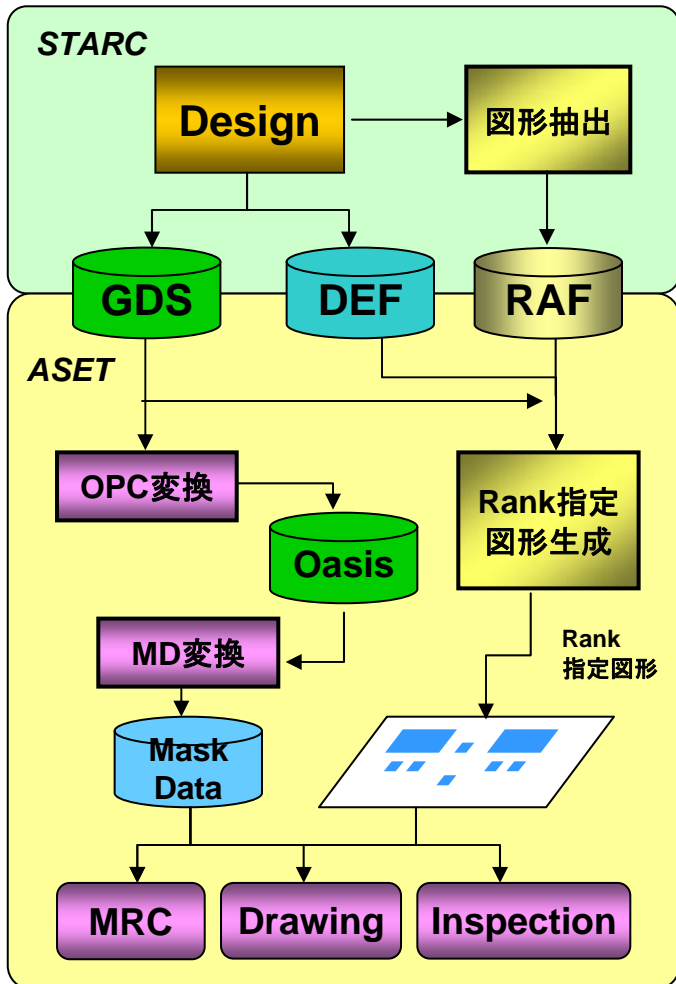 STARC
Design
図形抽出
GDS
DEF
RAF
ASET
OPC変換
Rank指定
図形生成
Oasis
MD変換
Rank
指定図形
Mask
Data
MRC
Drawing
Inspection